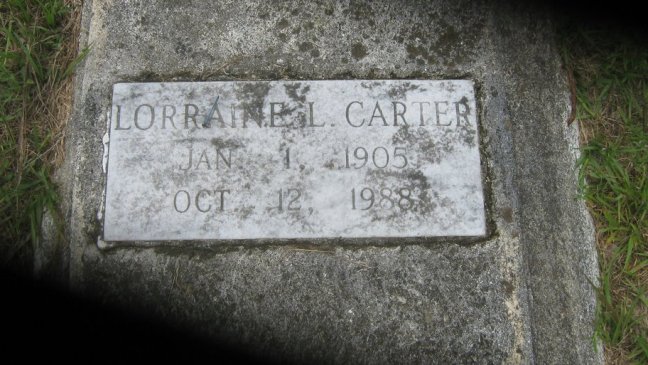 LORRAINE L. CARTER
JAN 1, 1905
OCT 12, 1988